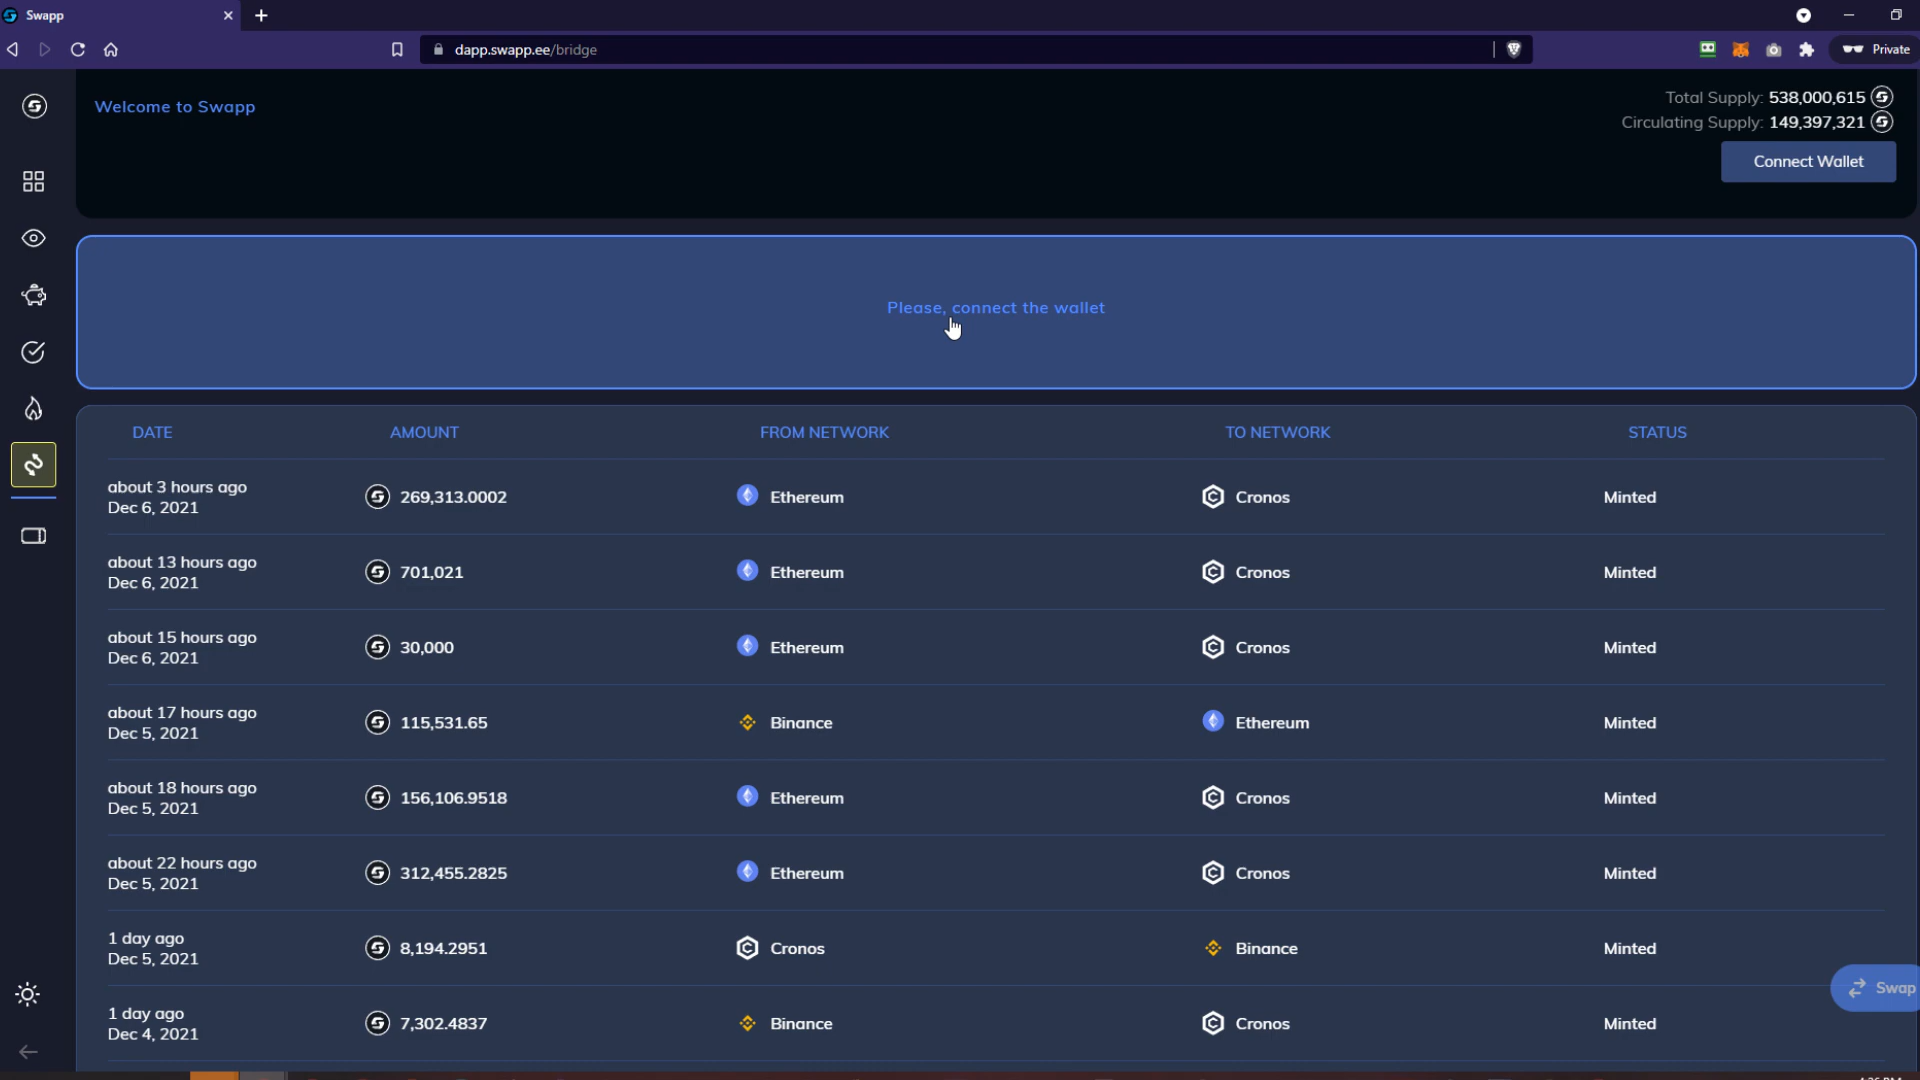 Swapp
dapp.swapp.ee/bridge
Private
Welcome to Swapp
Total Supply: 538,000,615
Circulating Supply: 149,397,321
Connect Wallet
Please, connect the wallet
DATE AMOUNT FROM NETWORK TO NETWORK STATUS
about 3 hours ago
Dec 6, 2021
269,313.0002 Ethereum Cronos Minted
about 13 hours ago
Dec 6, 2021
701,021 Ethereum Cronos Minted
about 15 hours ago
Dec 6, 2021
30,000 Ethereum Cronos Minted
about 17 hours ago
Dec 5, 2021
115,531.65 Binance Ethereum Minted
about 18 hours ago
Dec 5, 2021
156,106.9518 Ethereum Cronos Minted
about 22 hours ago
Dec 5, 2021
312,455.2825 Ethereum Cronos Minted
1 day ago
Dec 5, 2021
8,194.2951 Cronos Binance Minted
1 day ago
Dec 4, 2021
7,302.4837 Binance Cronos Minted
Swap